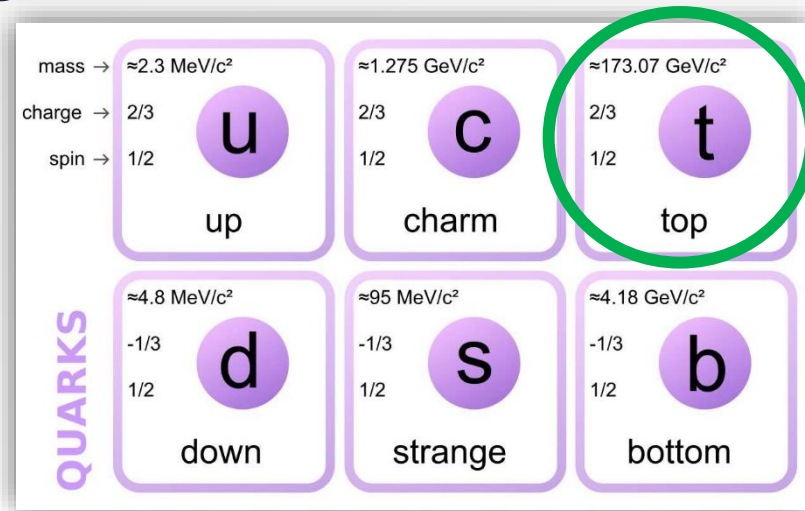 mass → ≈2.3 MeV/c² ≈1.275 GeV/c² ≈173.07 GeV/c²
charge → 2/3 2/3 2/3
u c t
spin → 1/2 1/2 1/2
up charm top
≈4.8 MeV/c² ≈95 MeV/c² ≈4.18 GeV/c²
-1/3 -1/3 -1/3
d s b
1/2 1/2 1/2
down strange bottom
QUARKS